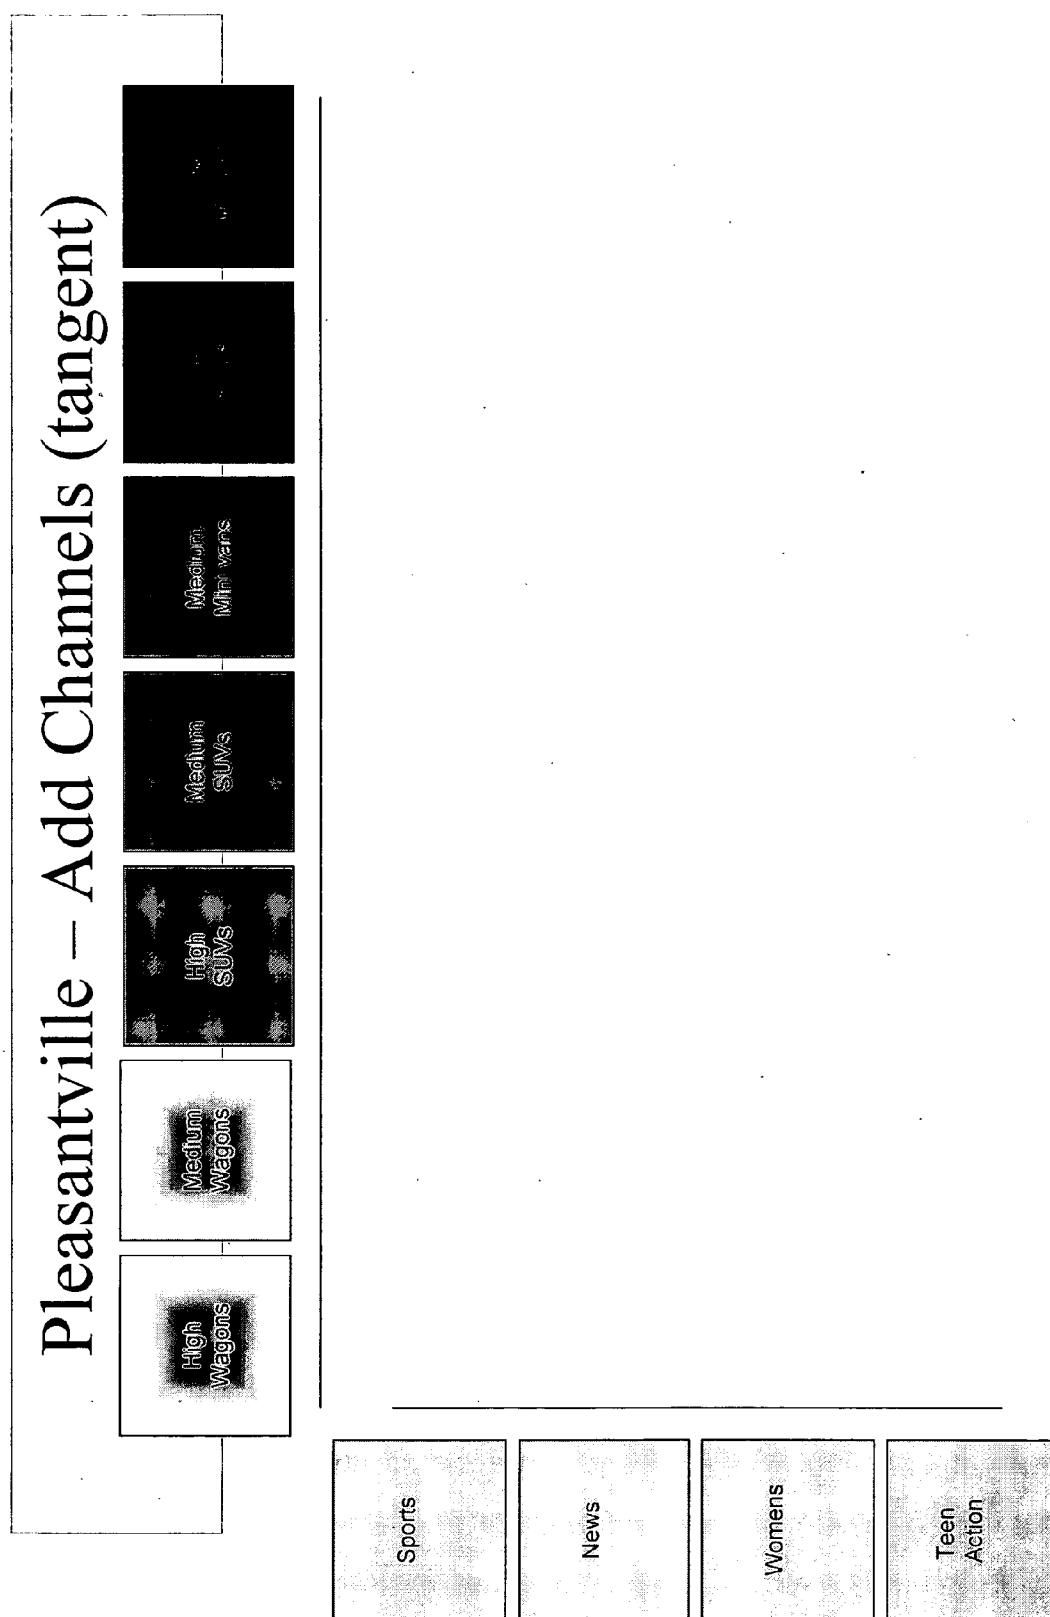 Pleasantville – Add Channels (tangent)
High
Wagons
Medium
Wagons
High
SUVs
Medium
SUVs
Medium
Mini vans
Sports
News
Womens
Teen
Action